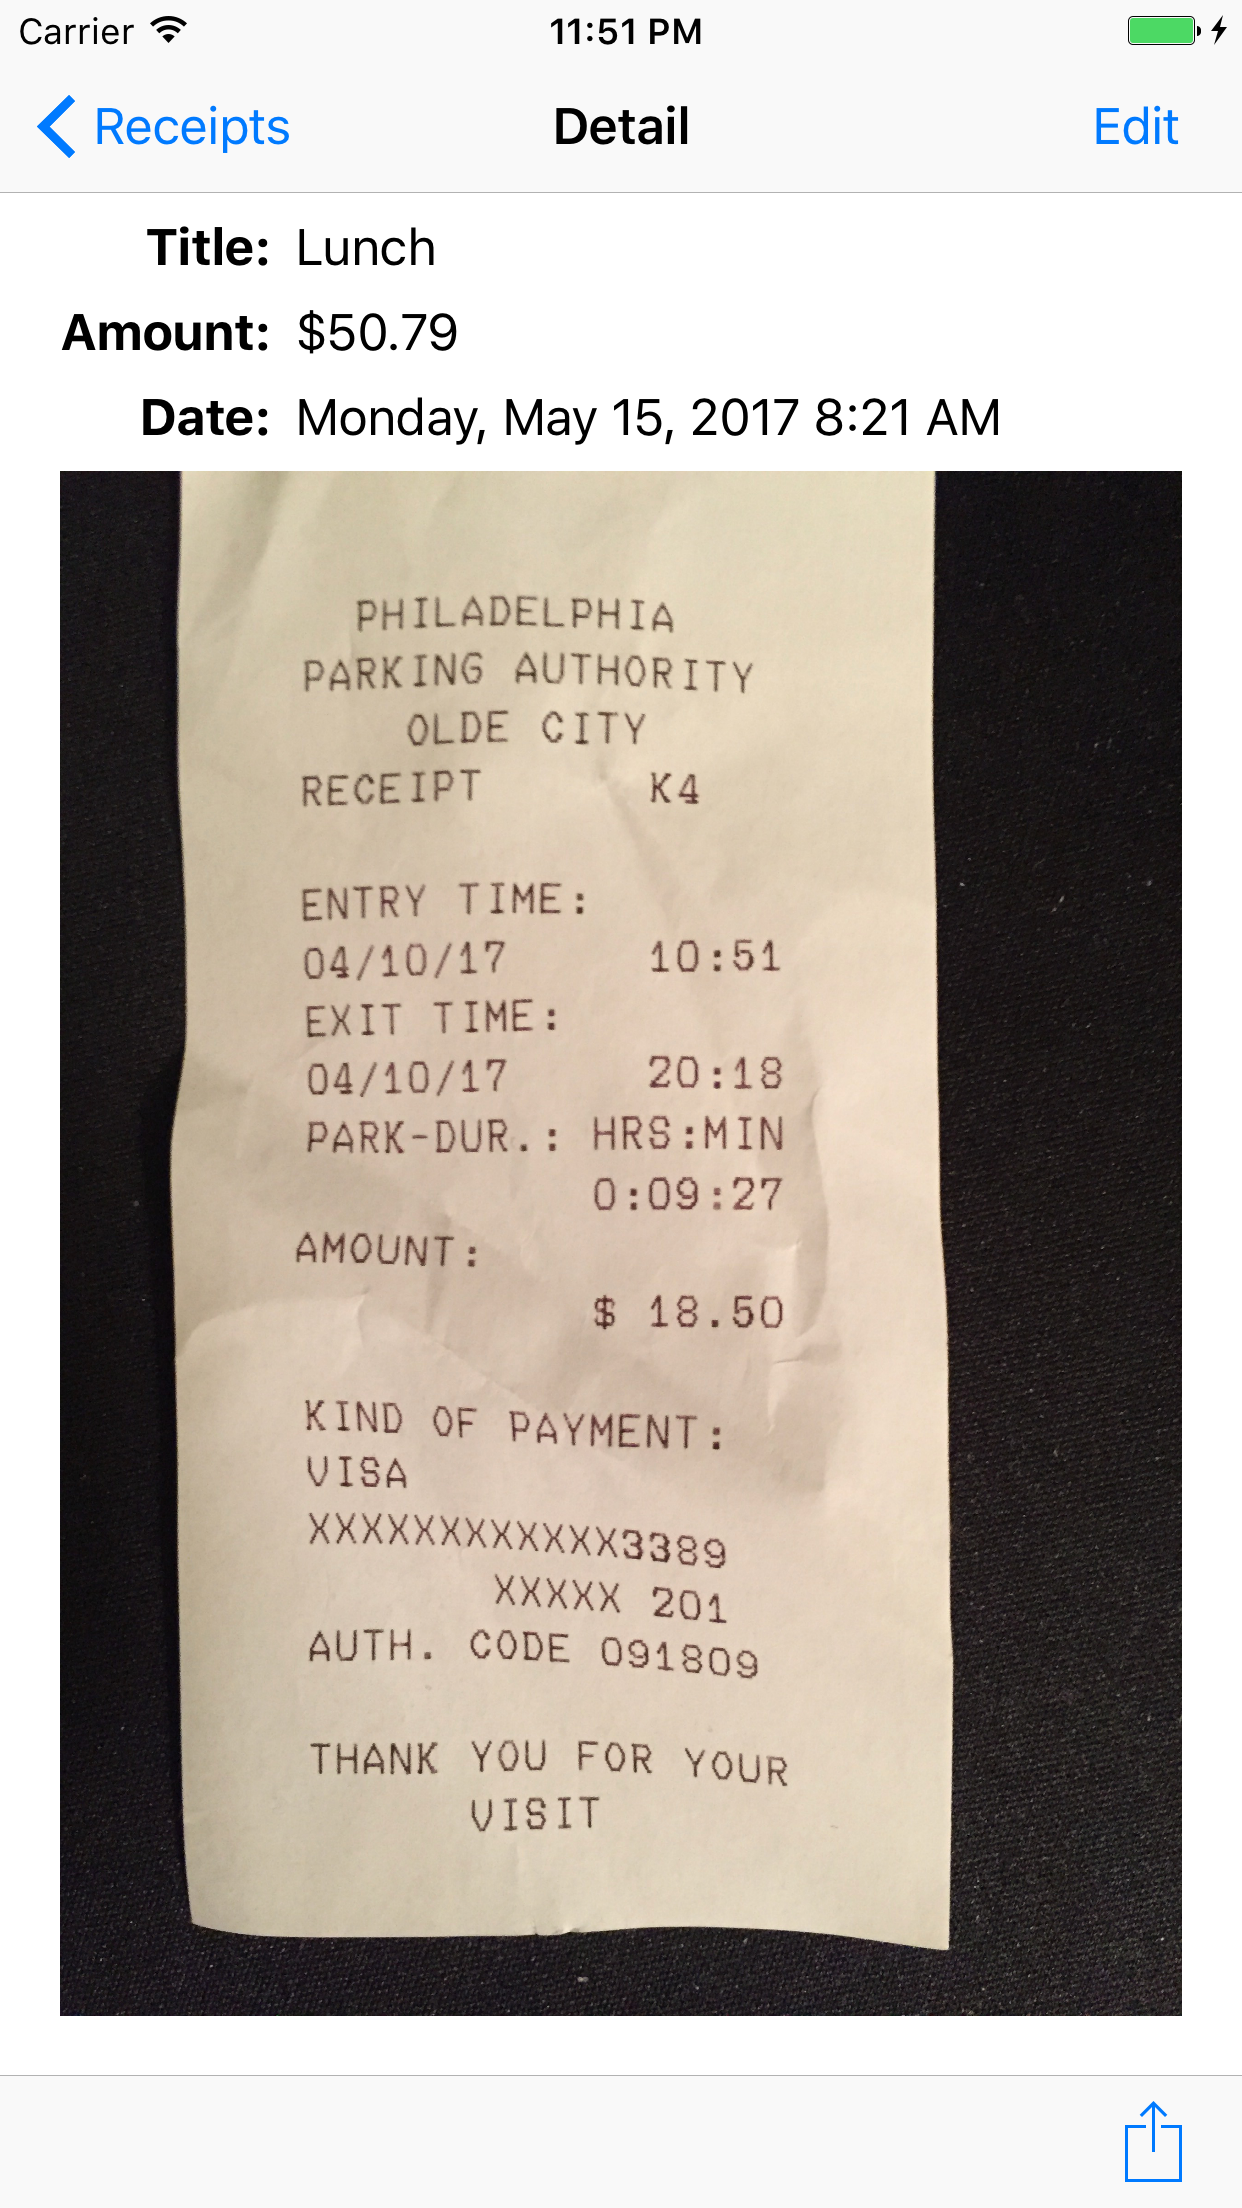 Carrier 11:51 PM
Receipts Detail Edit
Title: Lunch
Amount: $50.79
Date: Monday, May 15, 2017 8:21 AM
PHILADELPHIA
PARKING AUTHORITY
OLDE CITY
RECEIPT K4
ENTRY TIME:
04/10/17 10:51
EXIT TIME:
04/10/17 20:18
PARK-DUR.: HRS:MIN
0:09:27
AMOUNT:
$ 18.50
KIND OF PAYMENT:
VISA
XXXXXXXXXXXX3389
XXXXX 201
AUTH. CODE 091809
THANK YOU FOR YOUR
VISIT